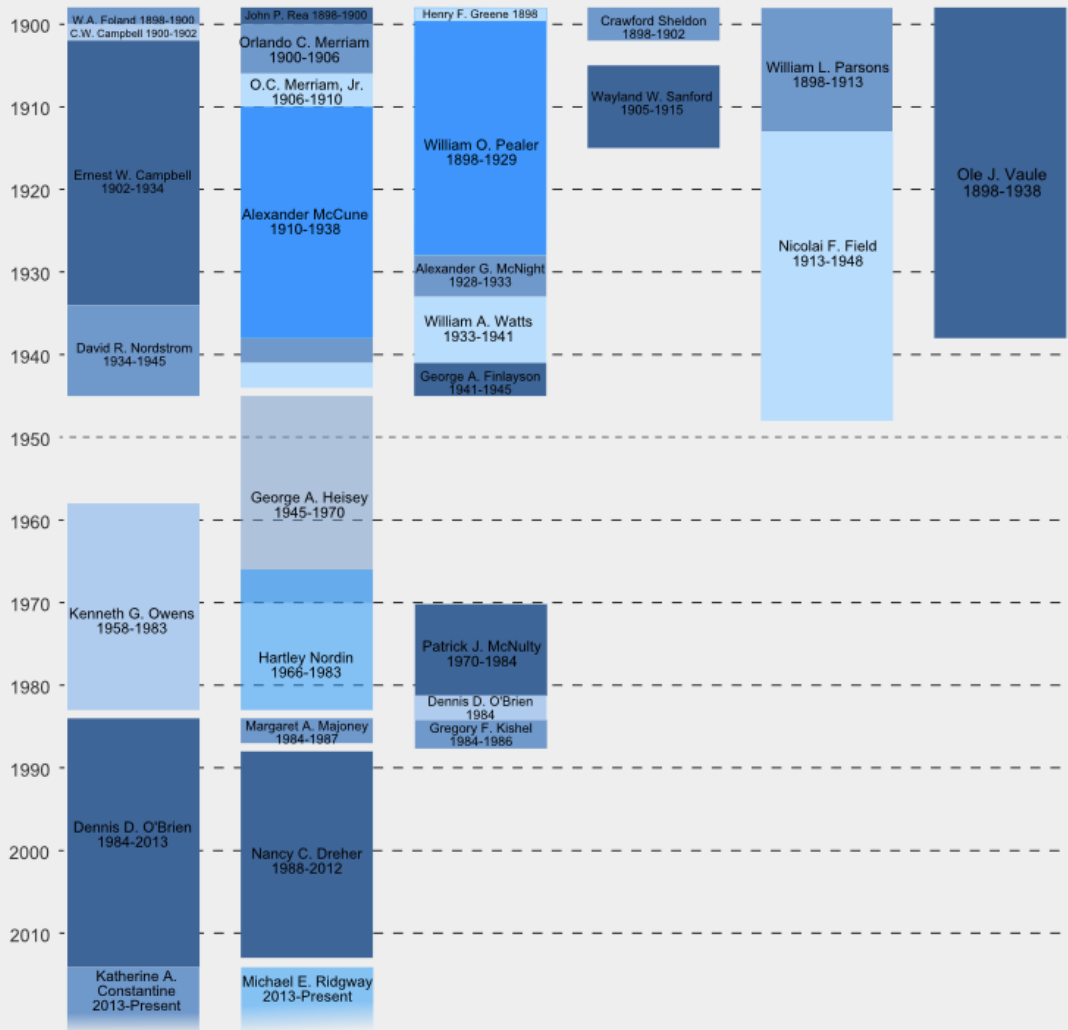 1900
1910
1920
1930
1940
1950
1960
1970
1980
1990
2000
2010
W.A. Foland 1898-1900
C.W. Campbell 1900-1902
Ernest W. Campbell
1902-1934
David R. Nordstrom
1934-1945
Kenneth G. Owens
1958-1983
Dennis D. O'Brien
1984-2013
Katherine A.
Constantine
2013-Present
John P. Rea 1898-1900
Orlando C. Merriam
1900-1906
O.C. Merriam, Jr.
1906-1910
Alexander McCune
1910-1938
George A. Heisey
1945-1970
Hartley Nordin
1966-1983
Margaret A. Majoney
1984-1987
Nancy C. Dreher
1988-2012
Michael E. Ridgway
2013-Present
Henry F. Greene 1898
William O. Pealer
1898-1929
Alexander G. McNight
1928-1933
William A. Watts
1933-1941
George A. Finlayson
1941-1945
Patrick J. McNulty
1970-1984
Dennis D. O'Brien
1984
Gregory F. Kishel
1984-1986
Crawford Sheldon
1898-1902
Wayland W. Sanford
1905-1915
William L. Parsons
1898-1913
Nicolai F. Field
1913-1948
Ole J. Vaule
1898-1938